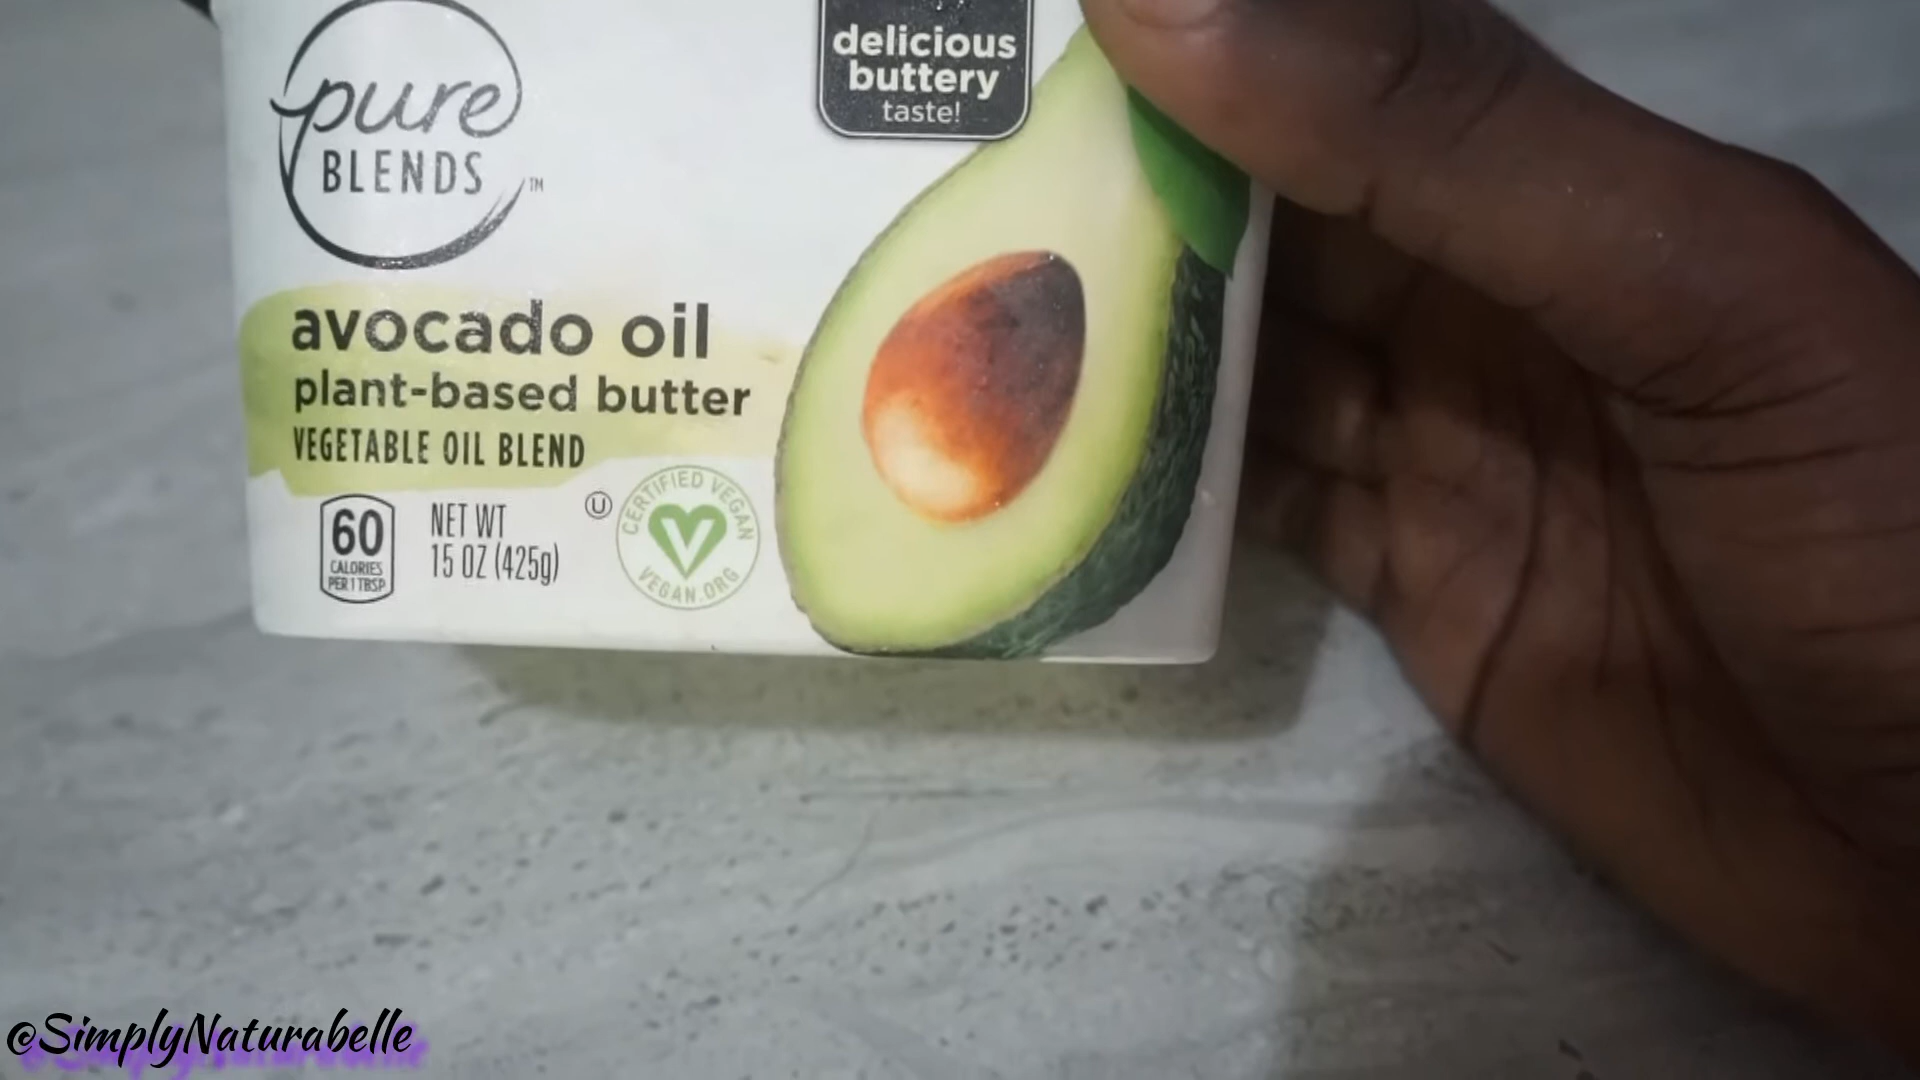 delicious
buttery
taste!
pure
BLENDS™
avocado oil
plant-based butter
VEGETABLE OIL BLEND
60
CALORIES
PER 1 TBSP
NET WT
15 OZ (425g)
U
CERTIFIED VEGAN
V
VEGAN.ORG
@SimplyNaturabelle